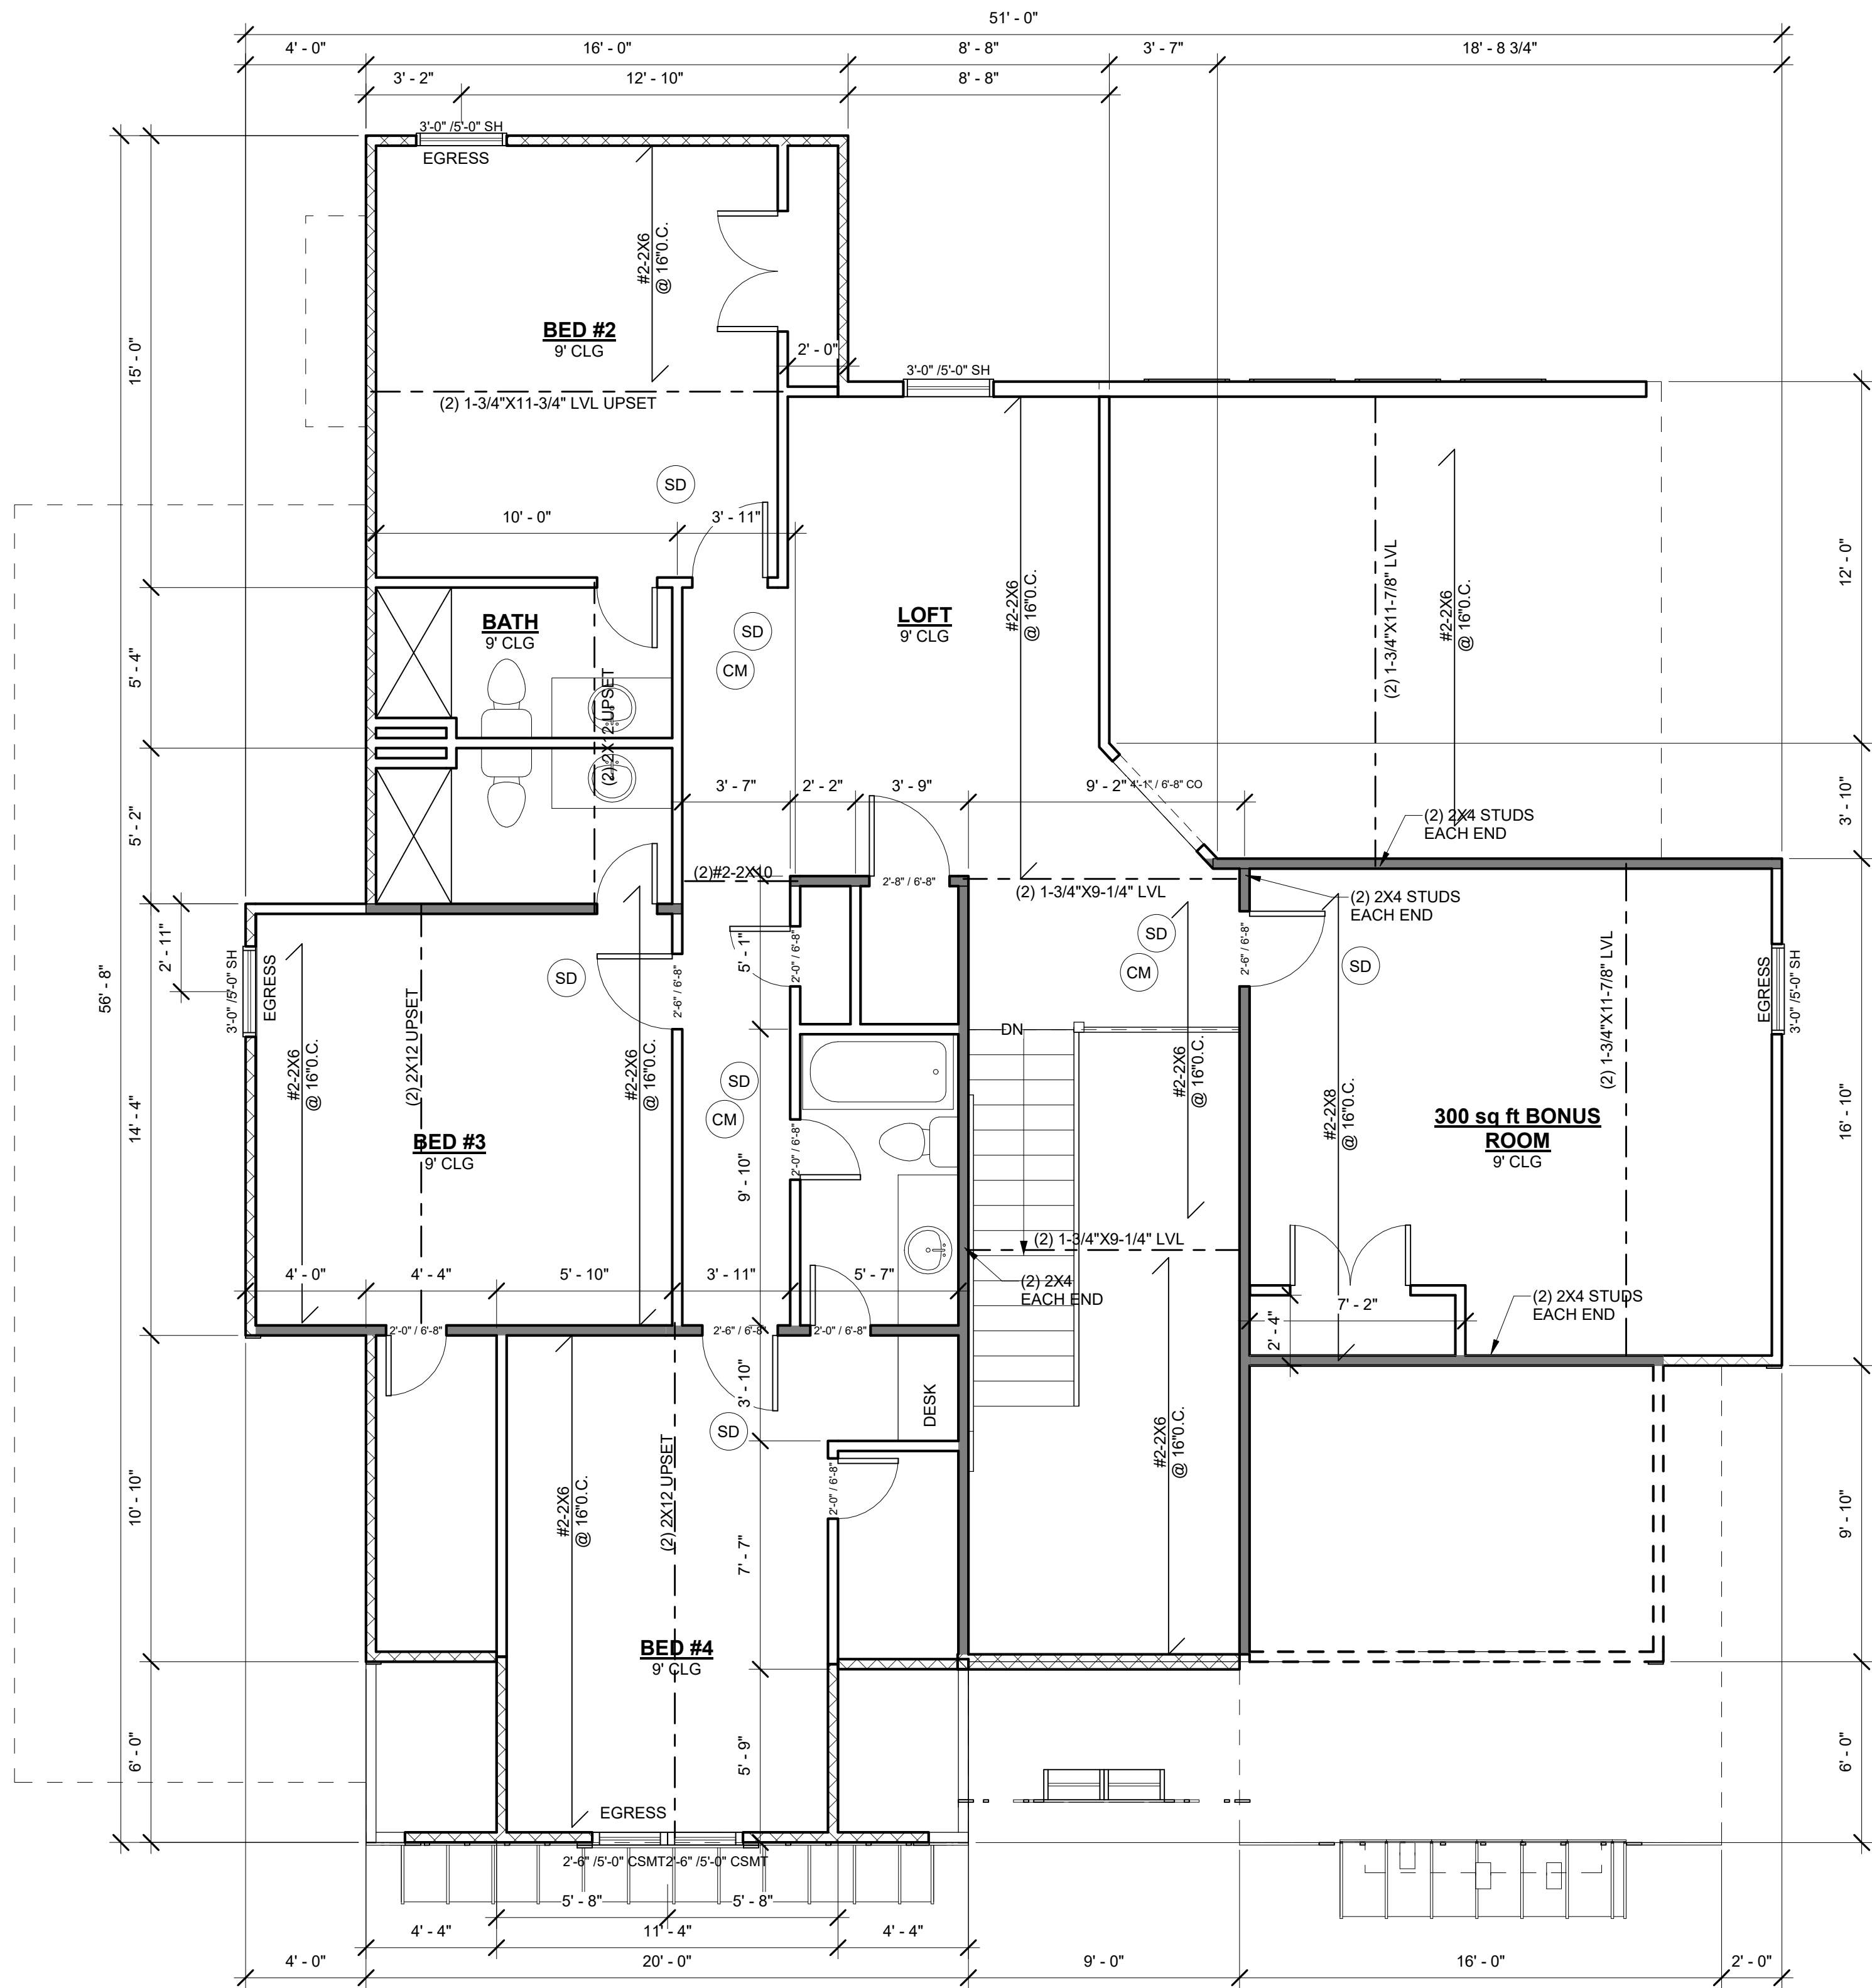 51' - 0"
4' - 0"
16' - 0"
8' - 8"
3' - 7"
18' - 8 3/4"
3' - 2"
12' - 10"
8' - 8"
3'-0" /5'-0" SH
EGRESS
#2-2X6
@ 16"0.C.
BED #2
9' CLG
2' - 0"
(2) 1-3/4"X11-3/4" LVL UPSET
3'-0" /5'-0" SH
15' - 0"
SD
10' - 0"
3' - 11"
BATH
9' CLG
SD
CM
LOFT
9' CLG
#2-2X6
@ 16"0.C.
(2) 1-3/4"X11-7/8" LVL
#2-2X6
@ 16"0.C.
12' - 0"
5' - 4"
(2) 2X12 UPSET
5' - 2"
3' - 7"
2' - 2"
3' - 9"
9' - 2"
4'-1" / 6'-8" CO
3' - 10"
(2) 2X4 STUDS
EACH END
(2)#2-2X10
2'-8" / 6'-8"
(2) 1-3/4"X9-1/4" LVL
(2) 2X4 STUDS
EACH END
56' - 8"
2' - 11"
3'-0" /5'-0" SH
EGRESS
SD
2'-6" / 6'-8"
5' - 1"
2'-0" / 6'-8"
SD
CM
2'-6" / 6'-8"
SD
(2) 1-3/4"X11-7/8" LVL
EGRESS
3'-0" /5'-0" SH
14' - 4"
#2-2X6
@ 16"0.C.
(2) 2X12 UPSET
#2-2X6
@ 16"0.C.
BED #3
9' CLG
SD
CM
DN
#2-2X6
@ 16"0.C.
#2-2X8
@ 16"0.C.
300 sq ft BONUS
ROOM
9' CLG
16' - 10"
9' - 10"
2'-0" / 6'-8"
(2) 1-3/4"X9-1/4" LVL
(2) 2X4
EACH END
4' - 0"
4' - 4"
5' - 10"
3' - 11"
5' - 7"
7' - 2"
2' - 4"
(2) 2X4 STUDS
EACH END
2'-0" / 6'-8"
2'-6" / 6'-8"
2'-0" / 6'-8"
3' - 10"
DESK
SD
10' - 10"
#2-2X6
@ 16"0.C.
(2) 2X12 UPSET
2'-0" / 6'-8"
#2-2X6
@ 16"0.C.
9' - 10"
7' - 7"
BED #4
9' CLG
6' - 0"
5' - 9"
6' - 0"
EGRESS
2'-6" /5'-0" CSMT
2'-6" /5'-0" CSMT
5' - 8"
5' - 8"
4' - 4"
11' - 4"
4' - 4"
4' - 0"
20' - 0"
9' - 0"
16' - 0"
2' - 0"